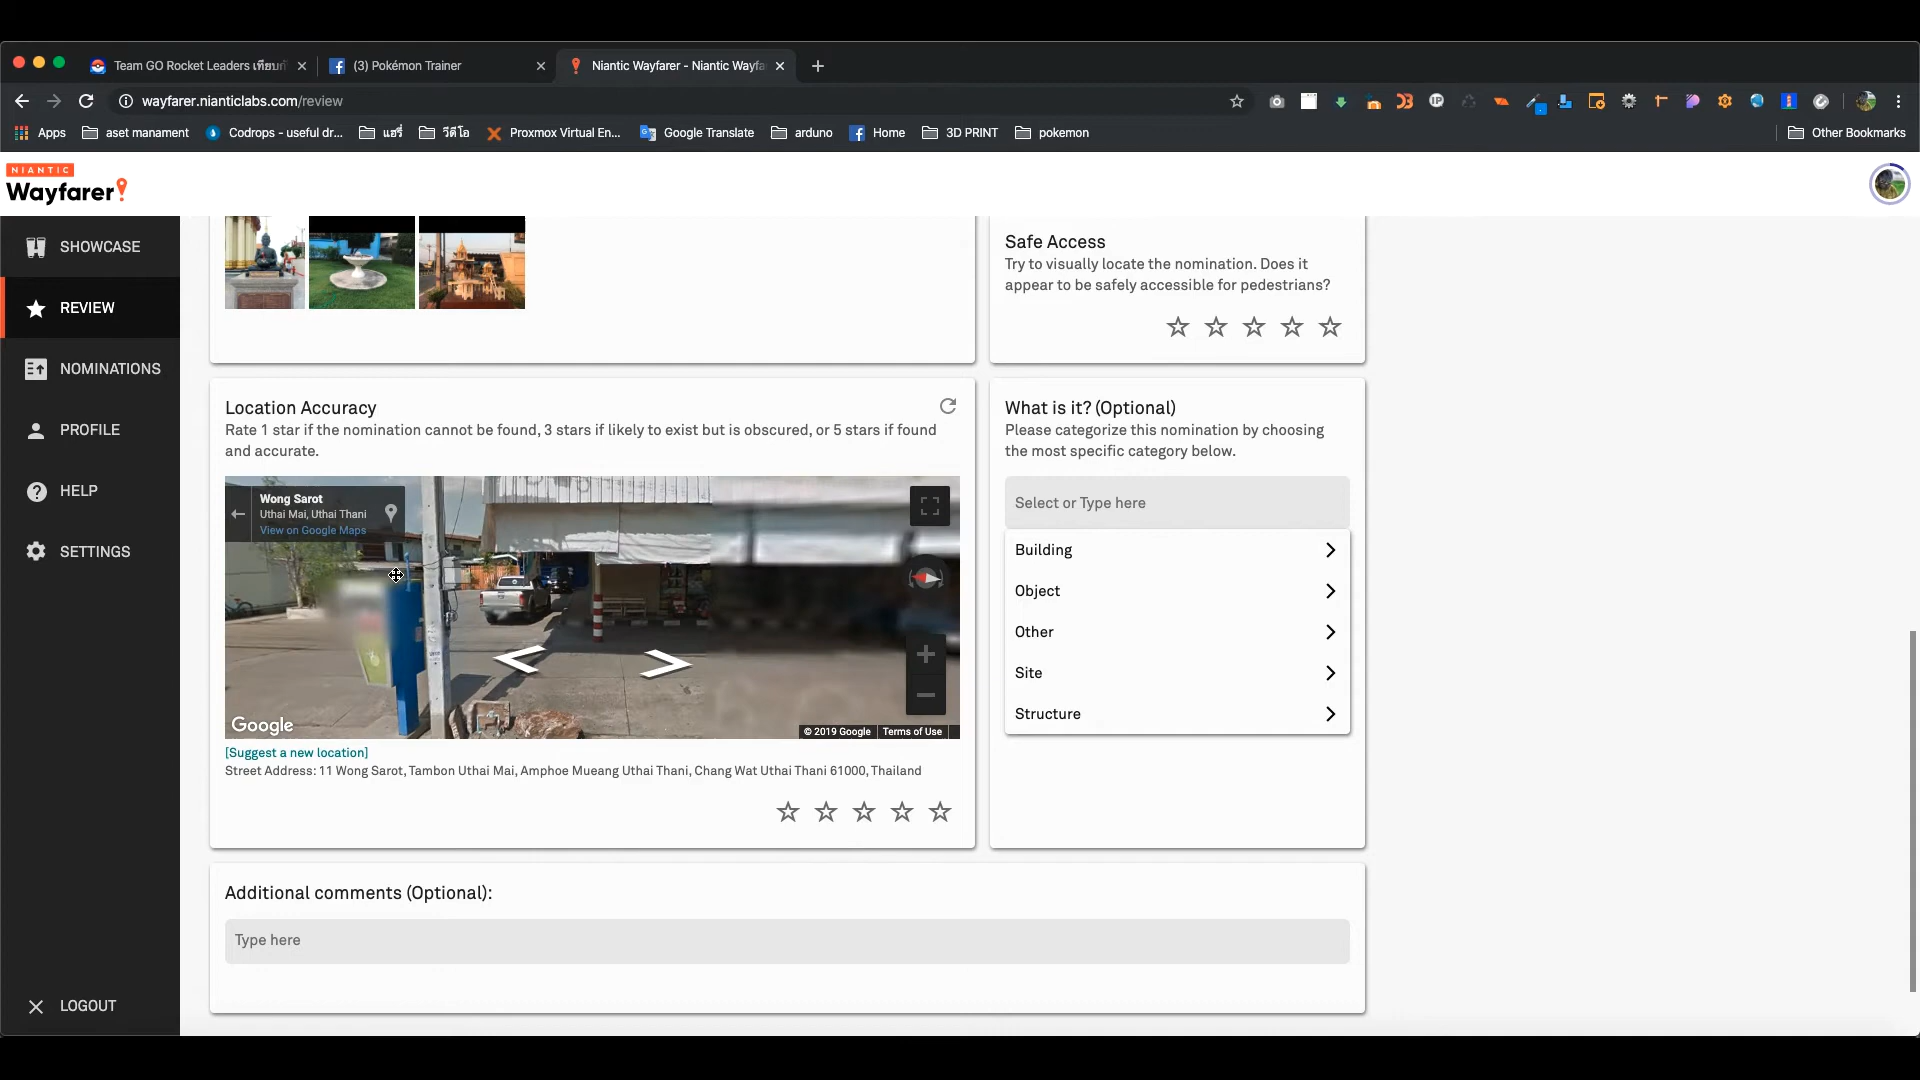 Team GO Rocket Leaders เทียบกั
(3) Pokémon Trainer
Niantic Wayfarer - Niantic Wayfa
wayfarer.nianticlabs.com/review
Apps
aset manament
Codrops - useful dr...
แฮรี่
วีดีโอ
Proxmox Virtual En...
Google Translate
arduno
Home
3D PRINT
pokemon
Other Bookmarks
NIANTIC
Wayfarer
SHOWCASE
REVIEW
NOMINATIONS
PROFILE
HELP
SETTINGS
LOGOUT
Safe Access
Try to visually locate the nomination. Does it
appear to be safely accessible for pedestrians?
Location Accuracy
Rate 1 star if the nomination cannot be found, 3 stars if likely to exist but is obscured, or 5 stars if found
and accurate.
Wong Sarot
Uthai Mai, Uthai Thani
View on Google Maps
Google
© 2019 Google
Terms of Use
[Suggest a new location]
Street Address: 11 Wong Sarot, Tambon Uthai Mai, Amphoe Mueang Uthai Thani, Chang Wat Uthai Thani 61000, Thailand
What is it? (Optional)
Please categorize this nomination by choosing
the most specific category below.
Select or Type here
Building
Object
Other
Site
Structure
Additional comments (Optional):
Type here